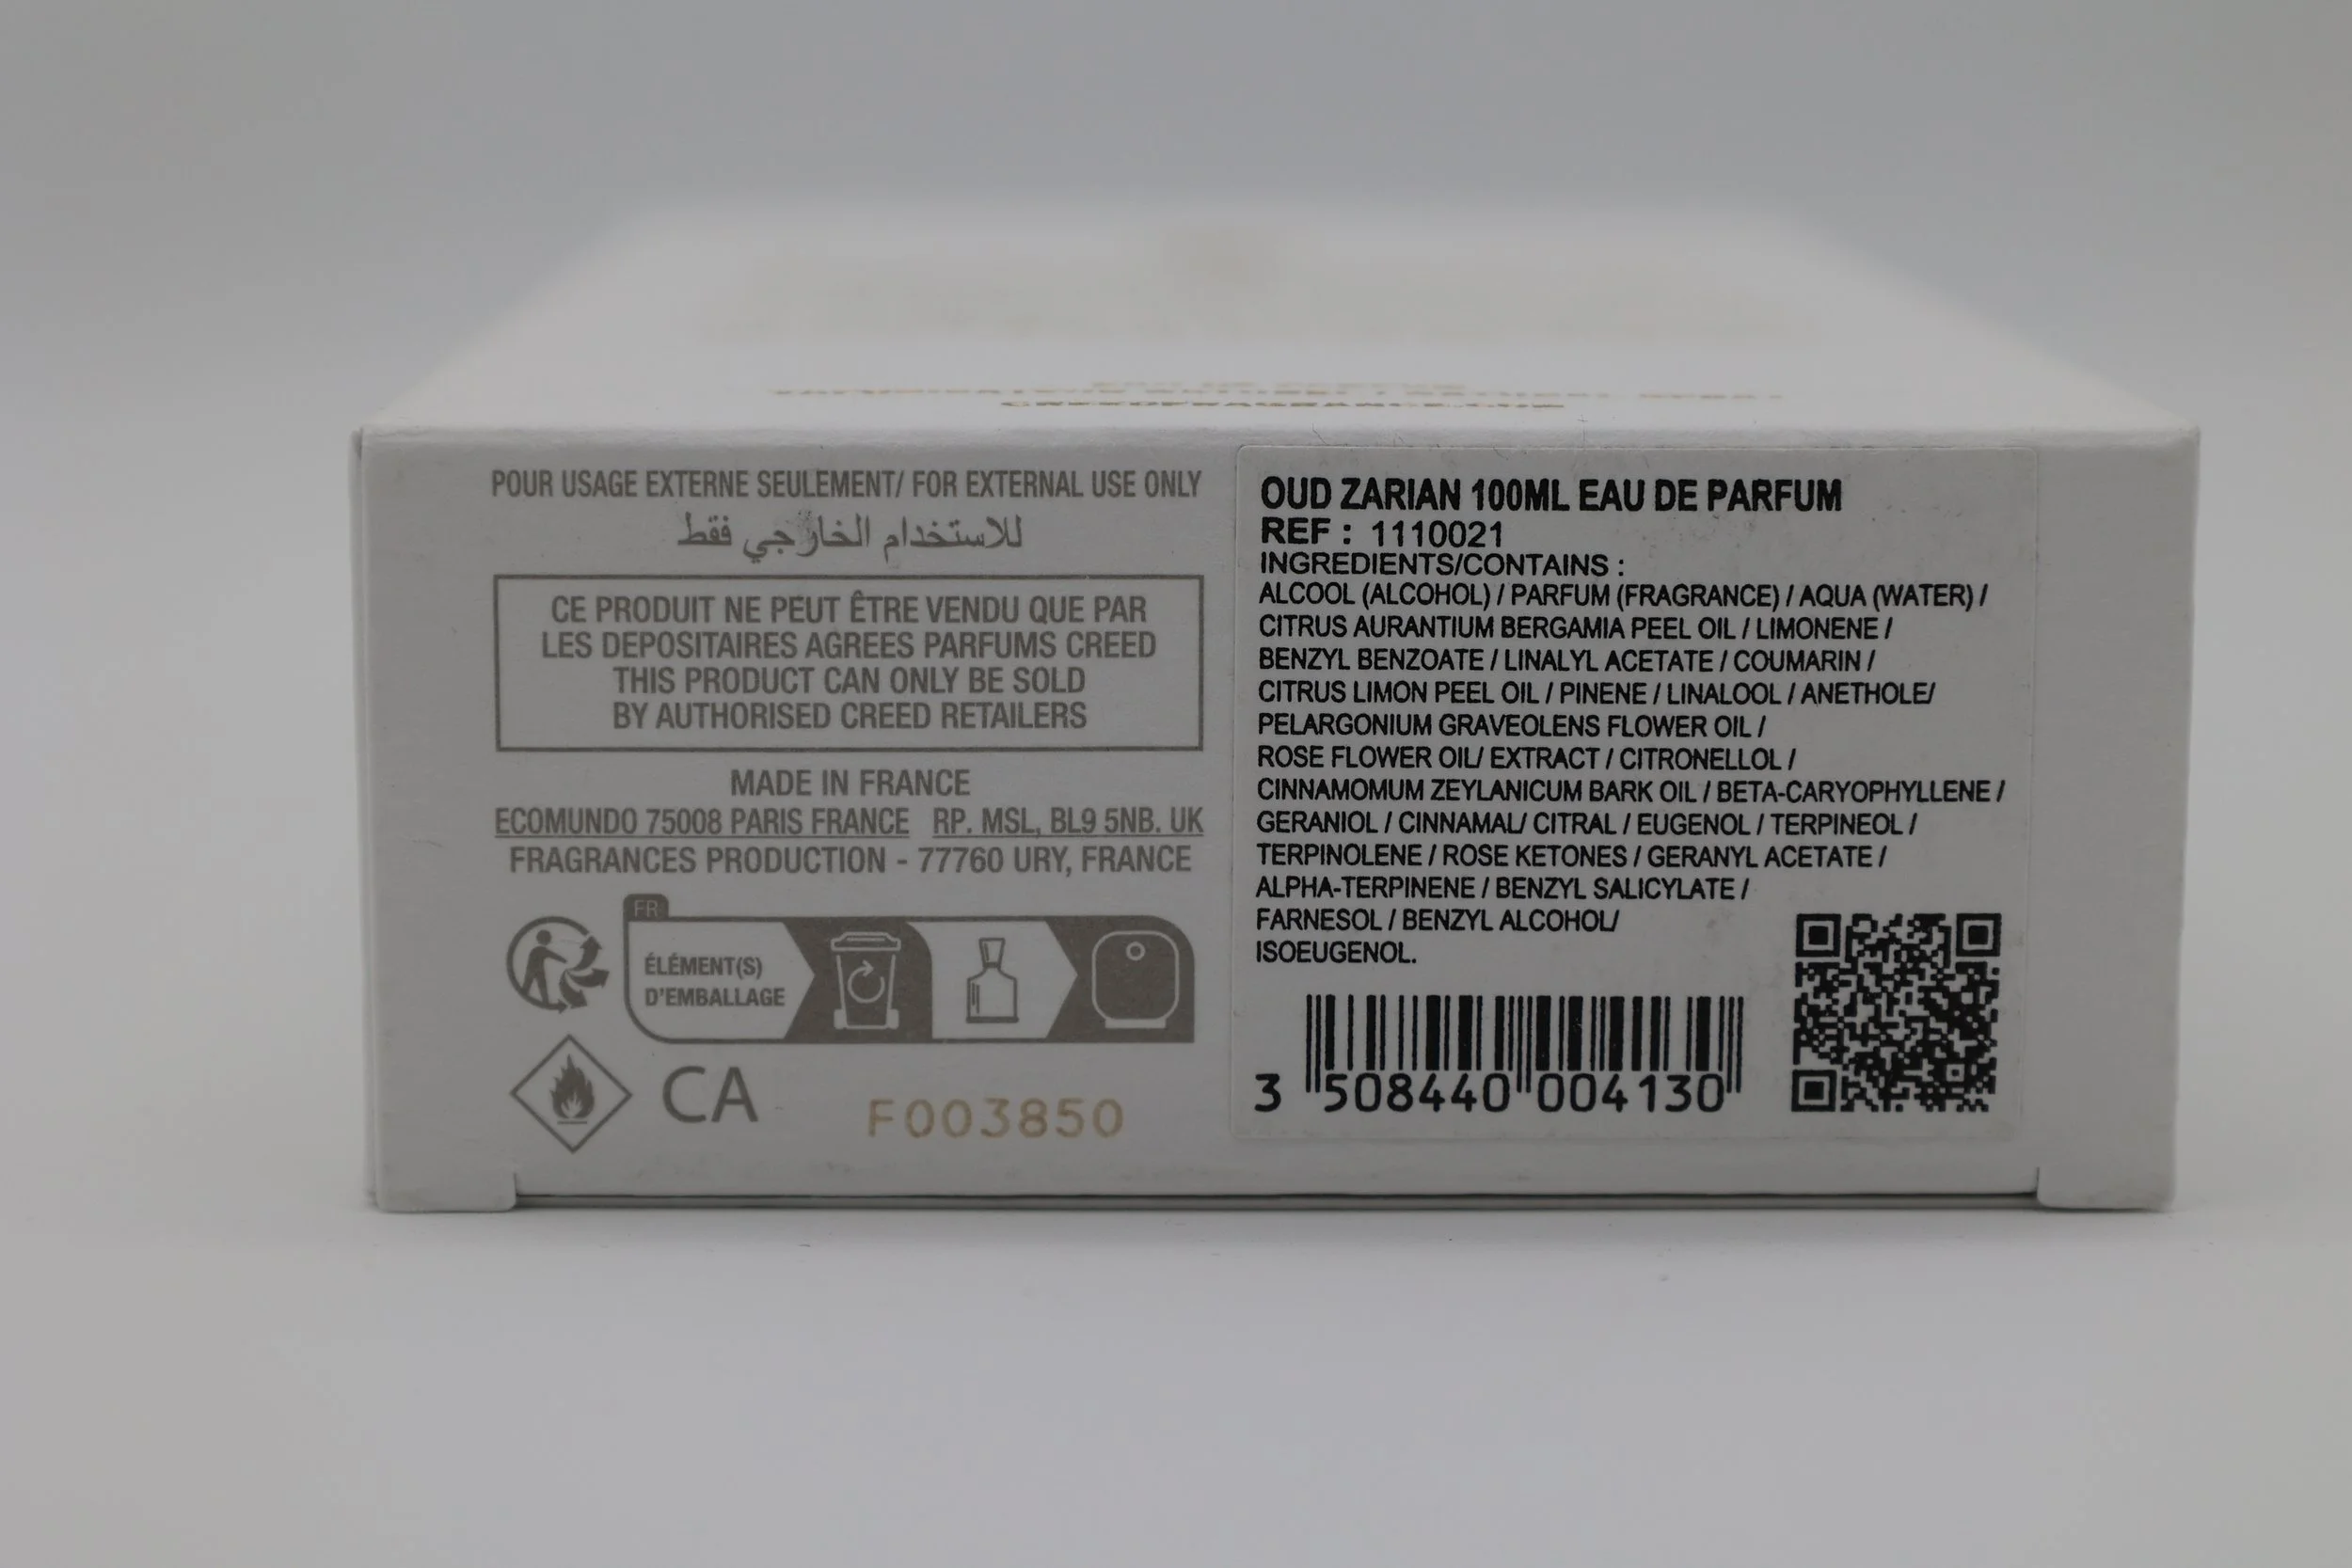 POUR USAGE EXTERNE SEULEMENT/ FOR EXTERNAL USE ONLY
للاستخدام الخارجي فقط
CE PRODUIT NE PEUT ÊTRE VENDU QUE PAR
LES DEPOSITAIRES AGREES PARFUMS CREED
THIS PRODUCT CAN ONLY BE SOLD
BY AUTHORISED CREED RETAILERS
MADE IN FRANCE
ECOMUNDO 75008 PARIS FRANCE RP. MSL, BL9 5NB. UK
FRAGRANCES PRODUCTION - 77760 URY, FRANCE
FR
ÉLÉMENT(S)
D'EMBALLAGE
CA
F003850
OUD ZARIAN 100ML EAU DE PARFUM
REF : 1110021
INGREDIENTS/CONTAINS :
ALCOOL (ALCOHOL) / PARFUM (FRAGRANCE) / AQUA (WATER) /
CITRUS AURANTIUM BERGAMIA PEEL OIL / LIMONENE /
BENZYL BENZOATE / LINALYL ACETATE / COUMARIN /
CITRUS LIMON PEEL OIL / PINENE / LINALOOL / ANETHOLE/
PELARGONIUM GRAVEOLENS FLOWER OIL /
ROSE FLOWER OIL/ EXTRACT / CITRONELLOL /
CINNAMOMUM ZEYLANICUM BARK OIL / BETA-CARYOPHYLLENE /
GERANIOL / CINNAMAL/ CITRAL / EUGENOL / TERPINEOL /
TERPINOLENE / ROSE KETONES / GERANYL ACETATE /
ALPHA-TERPINENE / BENZYL SALICYLATE /
FARNESOL / BENZYL ALCOHOL/
ISOEUGENOL.
3 508440 004130